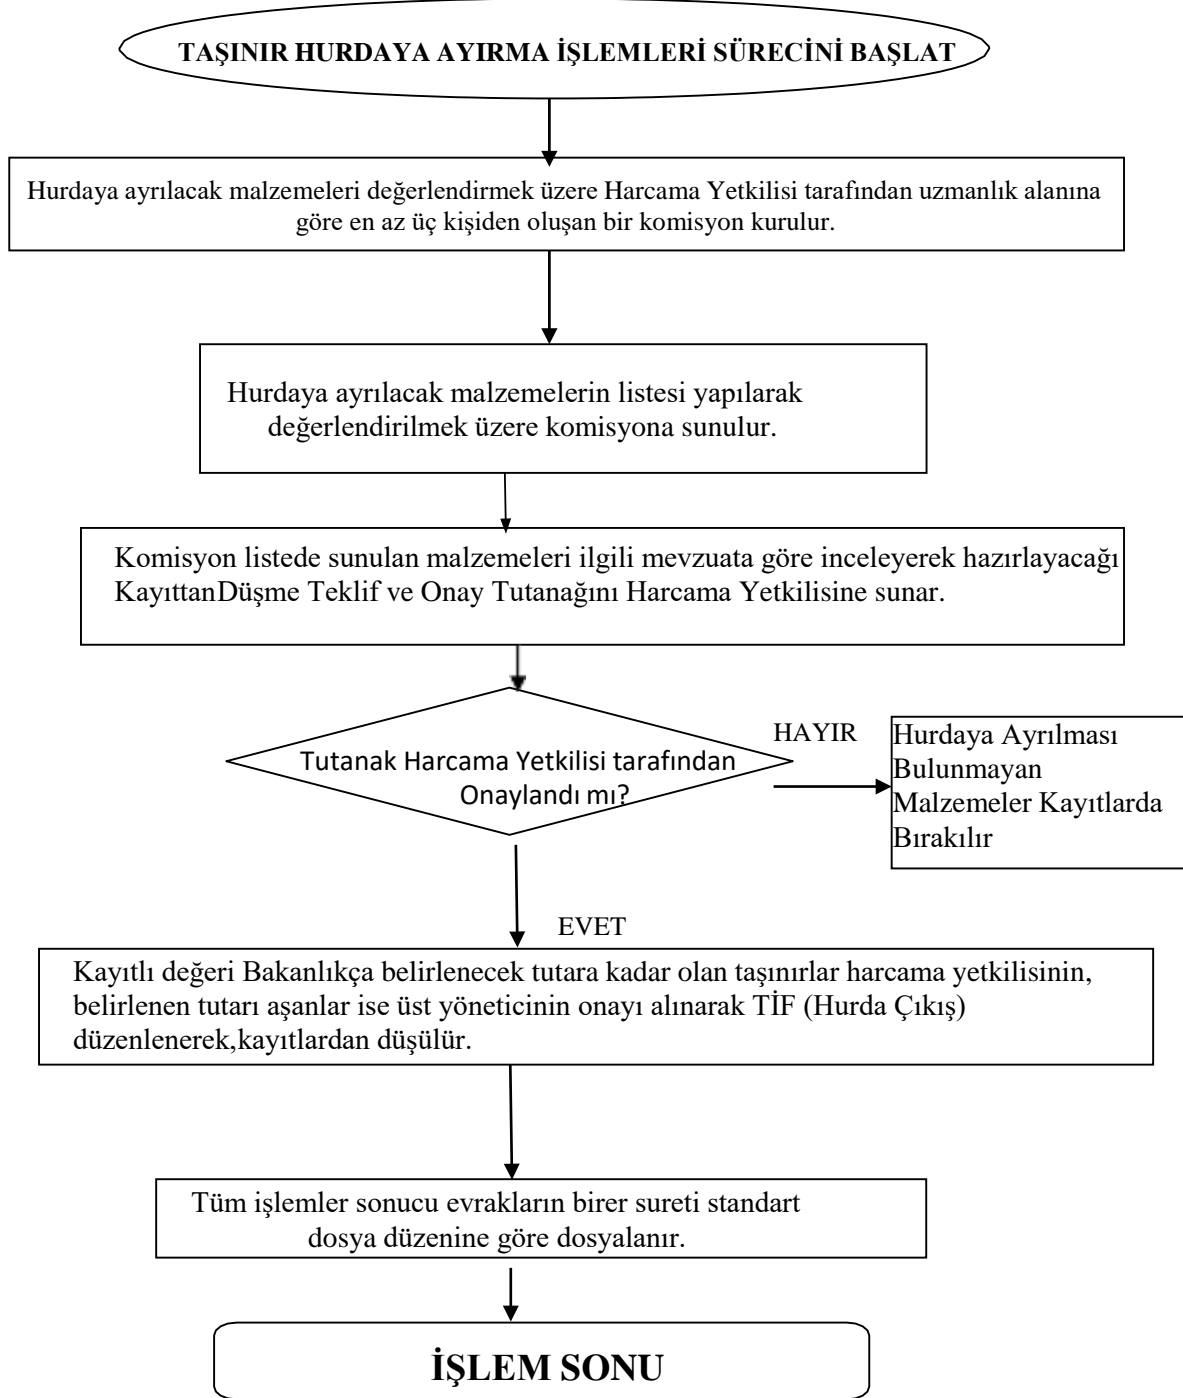 TAŞINIR HURDAYA AYIRMA İŞLEMLERİ SÜRECİNİ BAŞLAT
Hurdaya ayrılacak malzemeleri değerlendirmek üzere Harcama Yetkilisi tarafından uzmanlık alanına
göre en az üç kişiden oluşan bir komisyon kurulur.
Hurdaya ayrılacak malzemelerin listesi yapılarak
değerlendirilmek üzere komisyona sunulur.
Komisyon listede sunulan malzemeleri ilgili mevzuata göre inceleyerek hazırlayacağı
KayıttanDüşme Teklif ve Onay Tutanağını Harcama Yetkilisine sunar.
Tutanak Harcama Yetkilisi tarafından
Onaylandı mı?
HAYIR
Hurdaya Ayrılması
Bulunmayan
Malzemeler Kayıtlarda
Bırakılır
EVET
Kayıtlı değeri Bakanlıkça belirlenecek tutara kadar olan taşınırlar harcama yetkilisinin,
belirlenen tutarı aşanlar ise üst yöneticinin onayı alınarak TİF (Hurda Çıkış)
düzenlenerek,kayıtlardan düşülür.
Tüm işlemler sonucu evrakların birer sureti standart
dosya düzenine göre dosyalanır.
İŞLEM SONU